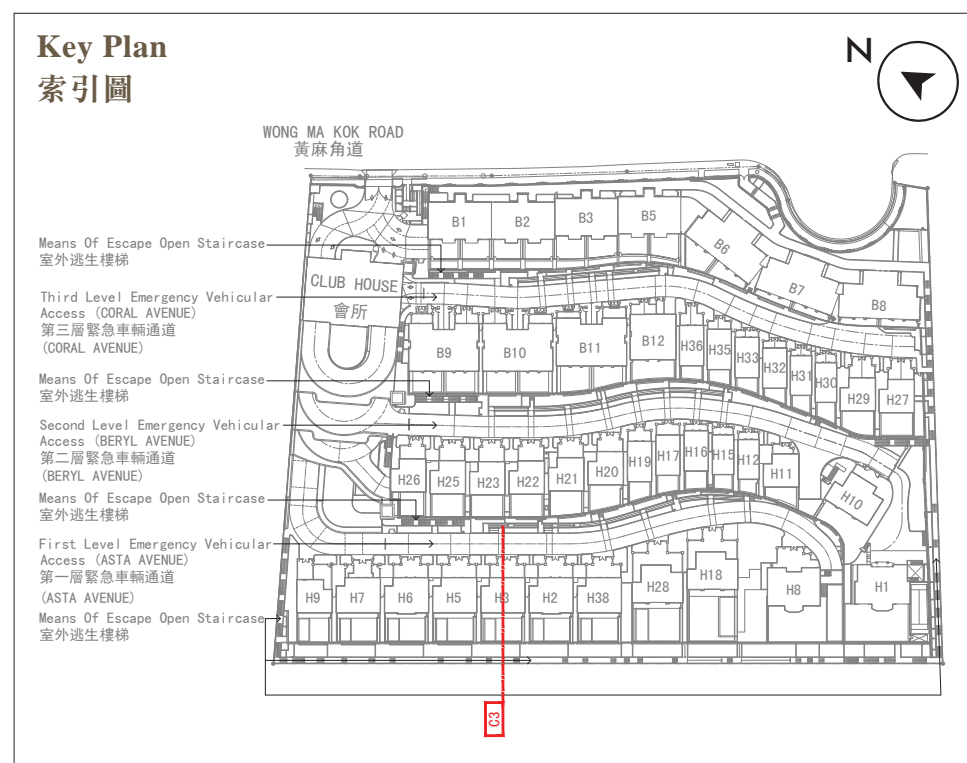 Key Plan
索引圖
N
WONG MA KOK ROAD
黃麻角道
Means Of Escape Open Staircase
室外逃生樓梯
CLUB HOUSE
會所
Third Level Emergency Vehicular
Access (CORAL AVENUE)
第三層緊急車輛通道
(CORAL AVENUE)
Means Of Escape Open Staircase
室外逃生樓梯
Second Level Emergency Vehicular
Access (BERYL AVENUE)
第二層緊急車輛通道
(BERYL AVENUE)
Means Of Escape Open Staircase
室外逃生樓梯
First Level Emergency Vehicular
Access (ASTA AVENUE)
第一層緊急車輛通道
(ASTA AVENUE)
Means Of Escape Open Staircase
室外逃生樓梯
B1 B2 B3 B5 B6 B7 B8
B9 B10 B11 B12 H36 H35 H33 H32 H31 H30 H29 H27
H26 H25 H23 H22 H21 H20 H19 H17 H16 H15 H12 H11 H10
H9 H7 H6 H5 H3 H2 H38 H28 H18 H8 H1
C3